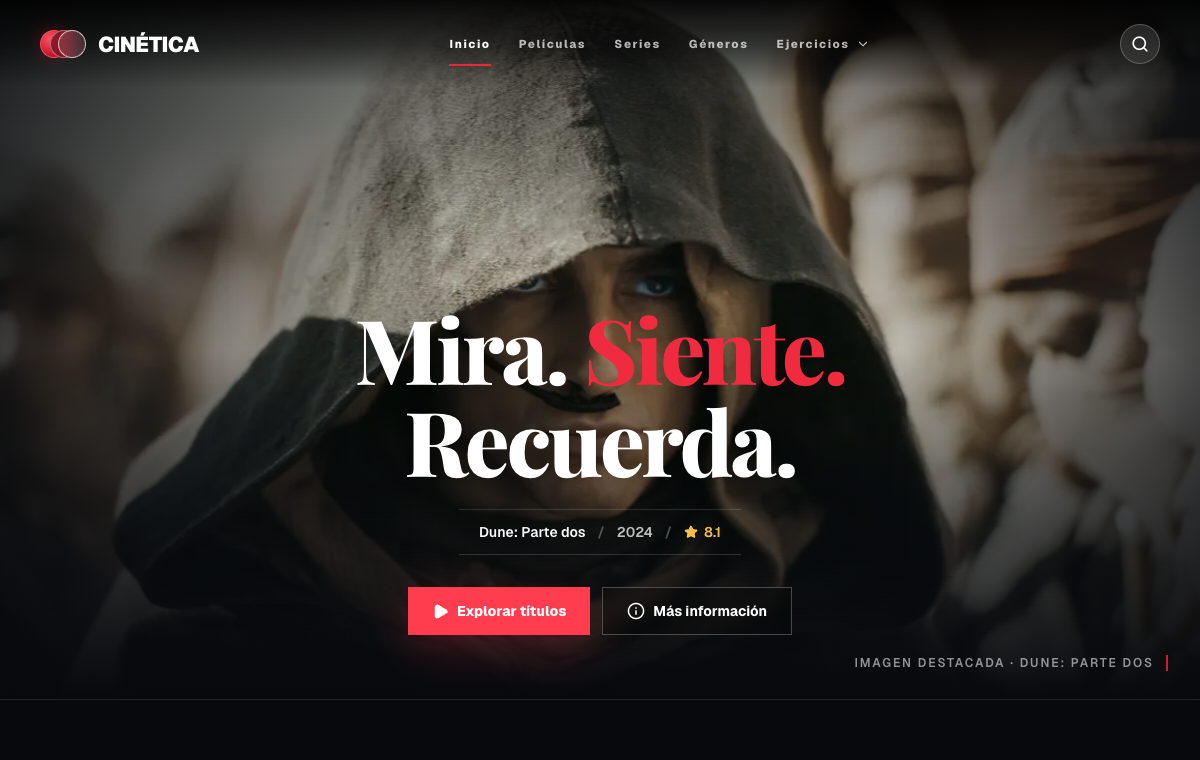 CINÉTICA
Inicio
Películas
Series
Géneros
Ejercicios
Mira. Siente.
Recuerda.
Dune: Parte dos / 2024 / 8.1
Explorar títulos
Más información
IMAGEN DESTACADA · DUNE: PARTE DOS